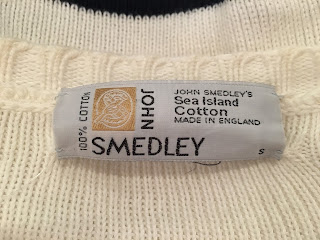 100% COTTON
JOHN
SMEDLEY
JOHN SMEDLEY'S
Sea Island
Cotton
MADE IN ENGLAND
S